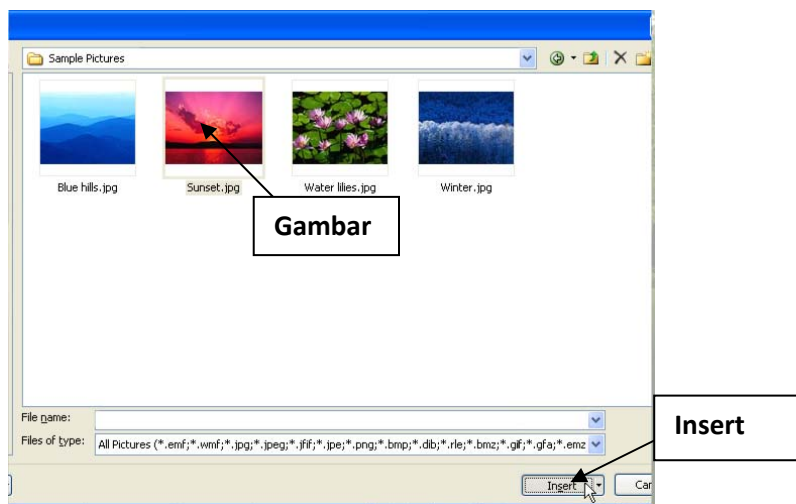 Sample Pictures
Blue hills.jpg
Sunset.jpg
Water lilies.jpg
Winter.jpg
Gambar
File name:
Files of type:
All Pictures (*.emf;*.wmf;*.jpg;*.jpeg;*.jfif;*.jpe;*.png;*.bmp;*.dib;*.rle;*.bmz;*.gif;*.gfa;*.emz
Insert
Insert
Can